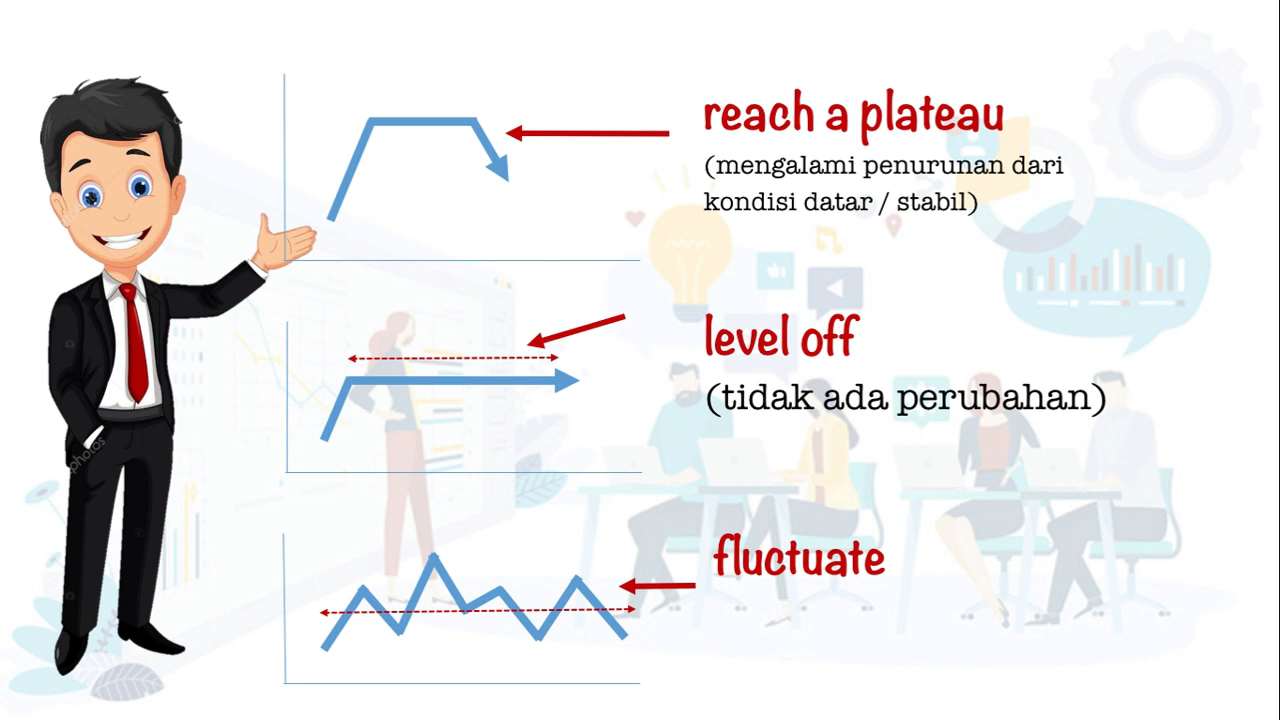 reach a plateau
(mengalami penurunan dari
kondisi datar / stabil)
level off
(tidak ada perubahan)
fluctuate